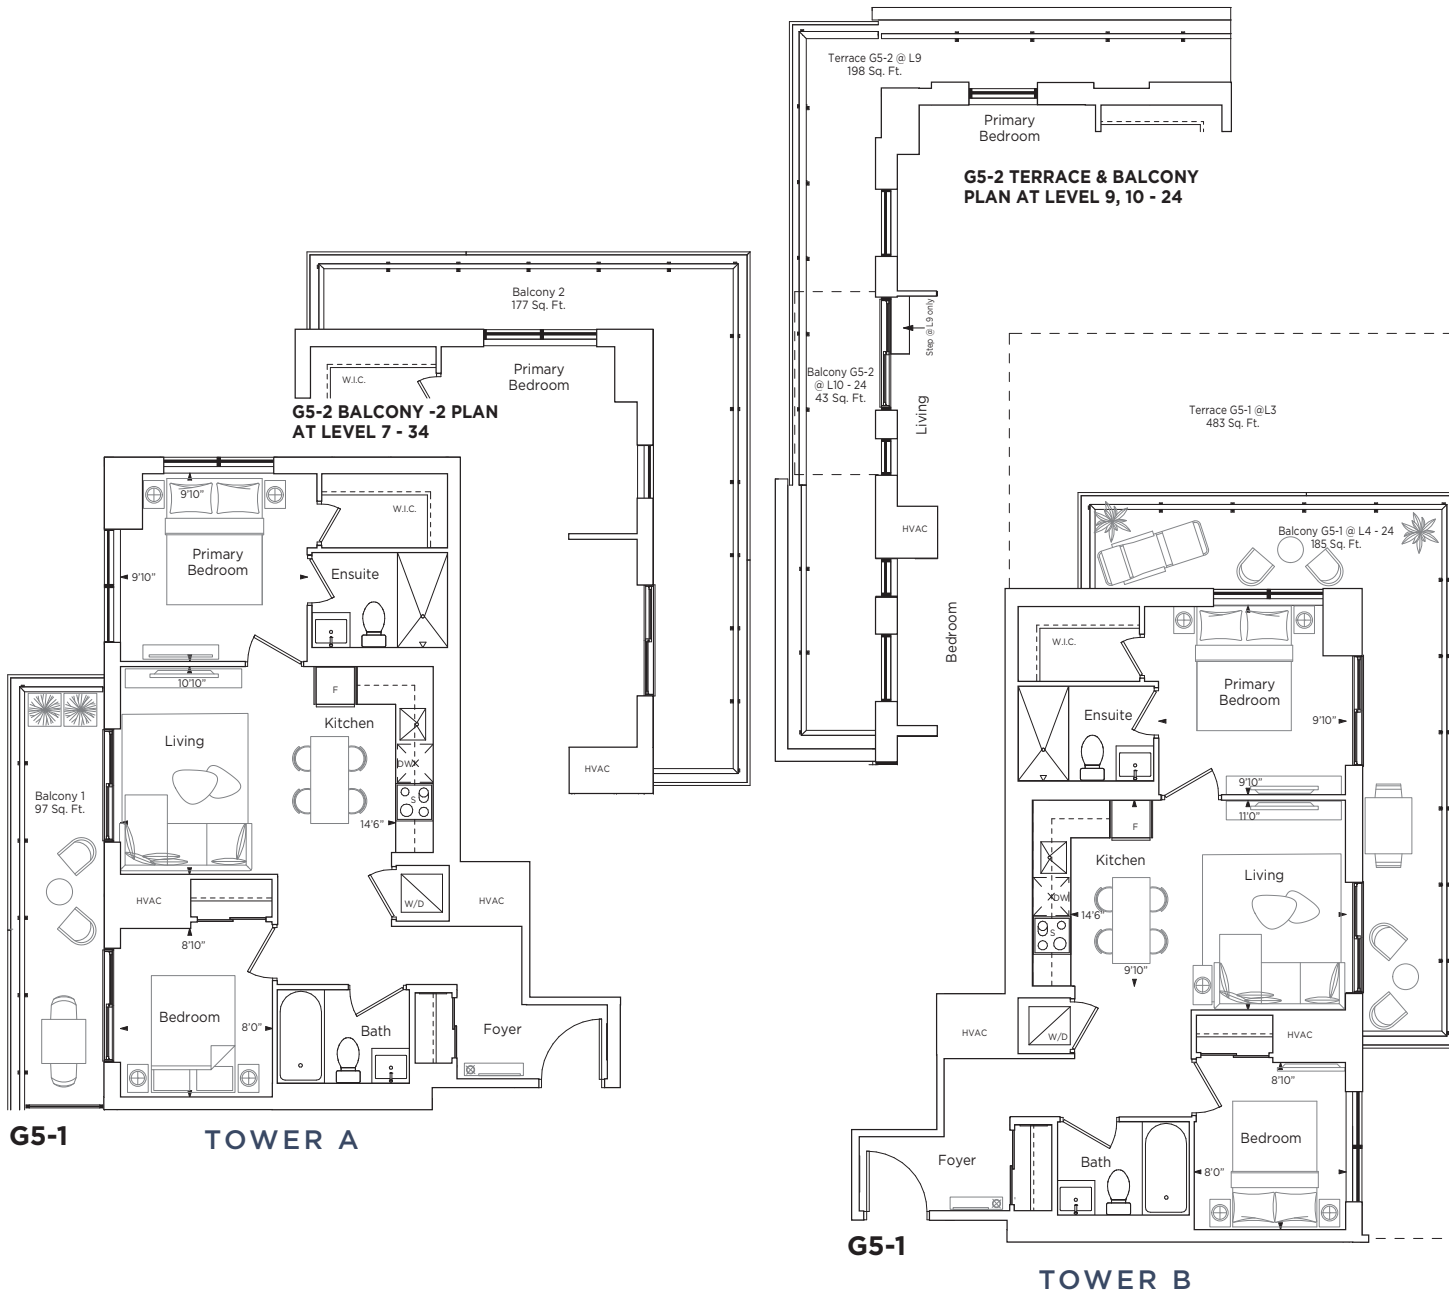 Terrace G5-2 @ L9
198 Sq. Ft.
Primary
Bedroom
G5-2 TERRACE & BALCONY
PLAN AT LEVEL 9, 10 - 24
Step @ L9 only
Balcony G5-2
@ L10 - 24
43 Sq. Ft.
Living
HVAC
Bedroom
Balcony 2
177 Sq. Ft.
W.I.C.
Primary
Bedroom
G5-2 BALCONY -2 PLAN
AT LEVEL 7 - 34
HVAC
9'10"
W.I.C.
Primary
Bedroom
9'10"
Ensuite
10'10"
F
Kitchen
Living
DW
S
14'6"
Balcony 1
97 Sq. Ft.
HVAC
W/D
HVAC
8'10"
Bedroom
8'0"
Bath
Foyer
G5-1
TOWER A
Terrace G5-1 @L3
483 Sq. Ft.
Balcony G5-1 @ L4 - 24
185 Sq. Ft.
W.I.C.
Primary
Bedroom
Ensuite
9'10"
9'10"
11'0"
F
Kitchen
Living
DW
14'6"
S
9'10"
HVAC
W/D
HVAC
8'10"
Bedroom
8'0"
Bath
Foyer
G5-1
TOWER B